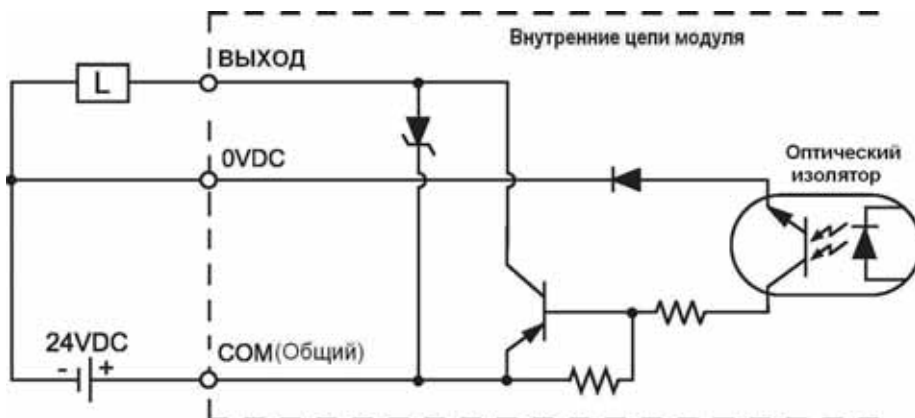 Внутренние цепи модуля
ВЫХОД
L
0VDC
Оптический
изолятор
24VDC
- +
COM(Общий)